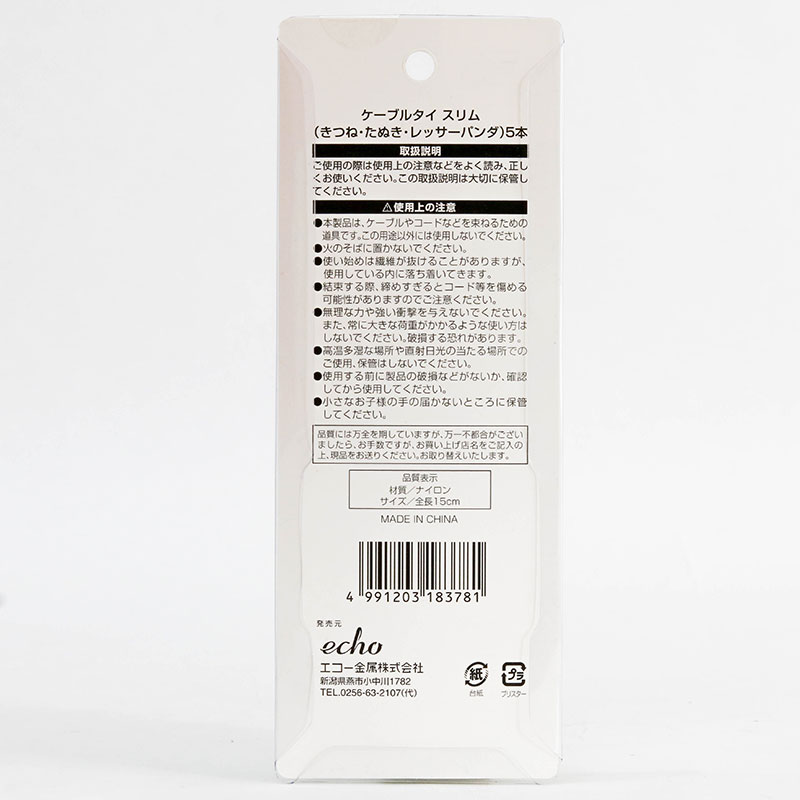 ケーブルタイ スリム
（きつね・たぬき・レッサーパンダ）5本
取扱説明
ご使用の際は使用上の注意などをよく読み、正し
くお使いください。この取扱説明は大切に保管し
てください。
⚠使用上の注意
●本製品は、ケーブルやコードなどを束ねるための
道具です。この用途以外には使用しないでください。
●火のそばに置かないでください。
●使い始めは繊維が抜けることがありますが、
使用している内に落ち着いてきます。
●結束する際、締めすぎるとコード等を傷める
可能性がありますのでご注意ください。
●無理な力や強い衝撃を与えないでください。
また、常に大きな荷重がかかるような使い方は
しないでください。破損する恐れがあります。
●高温多湿な場所や直射日光の当たる場所での
ご使用、保管はしないでください。
●使用する前に製品の破損などがないか、確認
してから使用してください。
●小さなお子様の手の届かないところに保管
してください。
品質には万全を期していますが、万一不都合がござい
ましたら、お手数ですが、お買い上げ店名をご記入の
上、現品をお送りください。お取り替えいたします。
品質表示
材質／ナイロン
サイズ／全長15cm
MADE IN CHINA
4 991203 183781
発売元
echo
エコー金属株式会社
新潟県燕市小中川1782
TEL.0256-63-2107(代)
紙
台紙
プラ
ブリスター